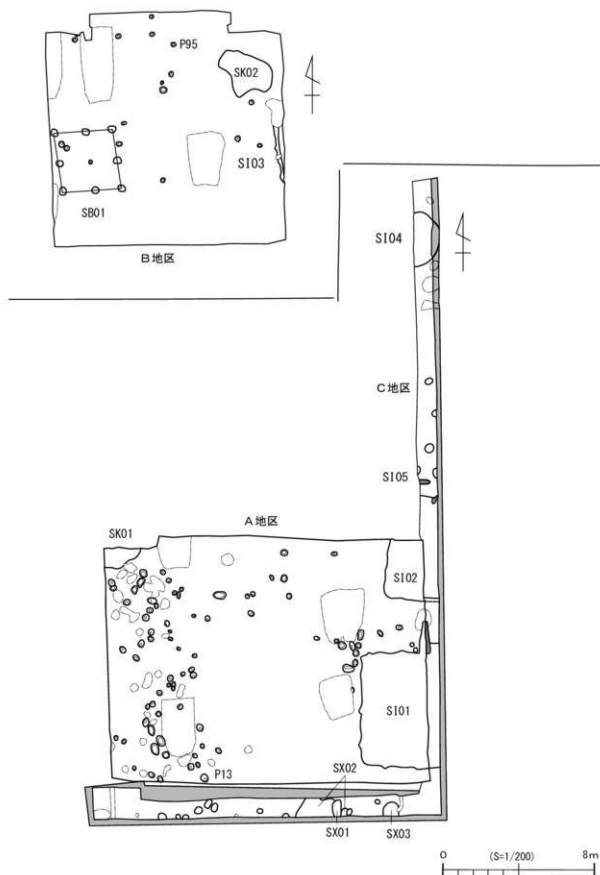 P95
SK02
SI03
SB01
B地区
SI04
C地区
SI05
A地区
SK01
SI02
SI01
SX02
P13
SX01
SX03
0 (S=1/200) 8m